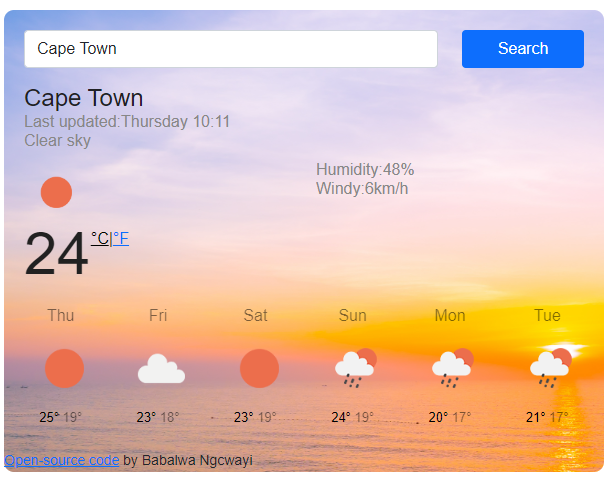 Cape Town
Search
Cape Town
Last updated:Thursday 10:11
Clear sky
Humidity:48%
Windy:6km/h
24 °C|°F
Thu Fri Sat Sun Mon Tue
25° 19° 23° 18° 23° 19° 24° 19° 20° 17° 21° 17°
Open-source code by Babalwa Ngcwayi